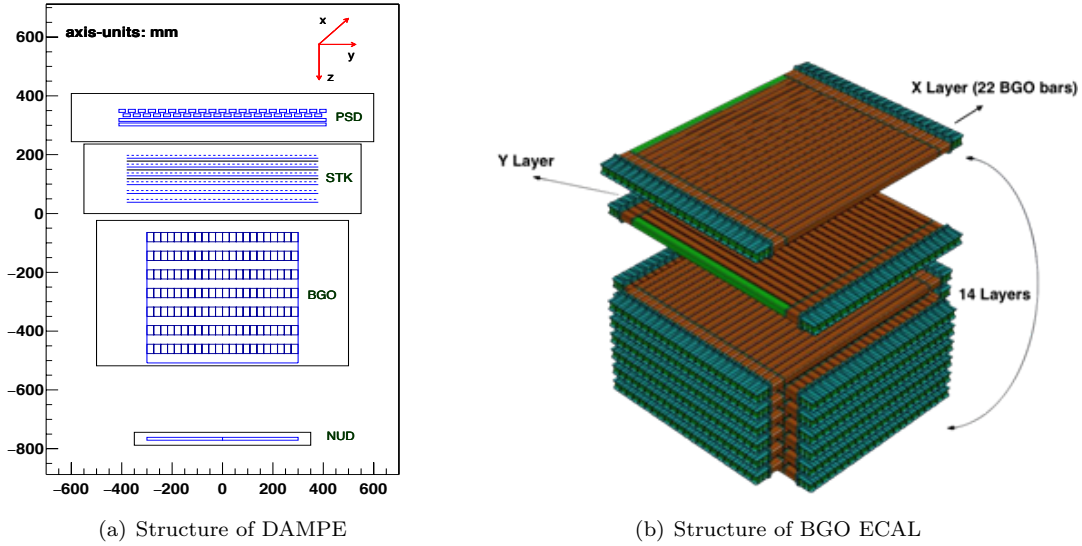 axis-units: mm
x
y
z
600
400
200
0
−200
−400
−600
−800
PSD
STK
BGO
NUD
−600 −400 −200 0 200 400 600
(a) Structure of DAMPE
X Layer (22 BGO bars)
Y Layer
14 Layers
(b) Structure of BGO ECAL